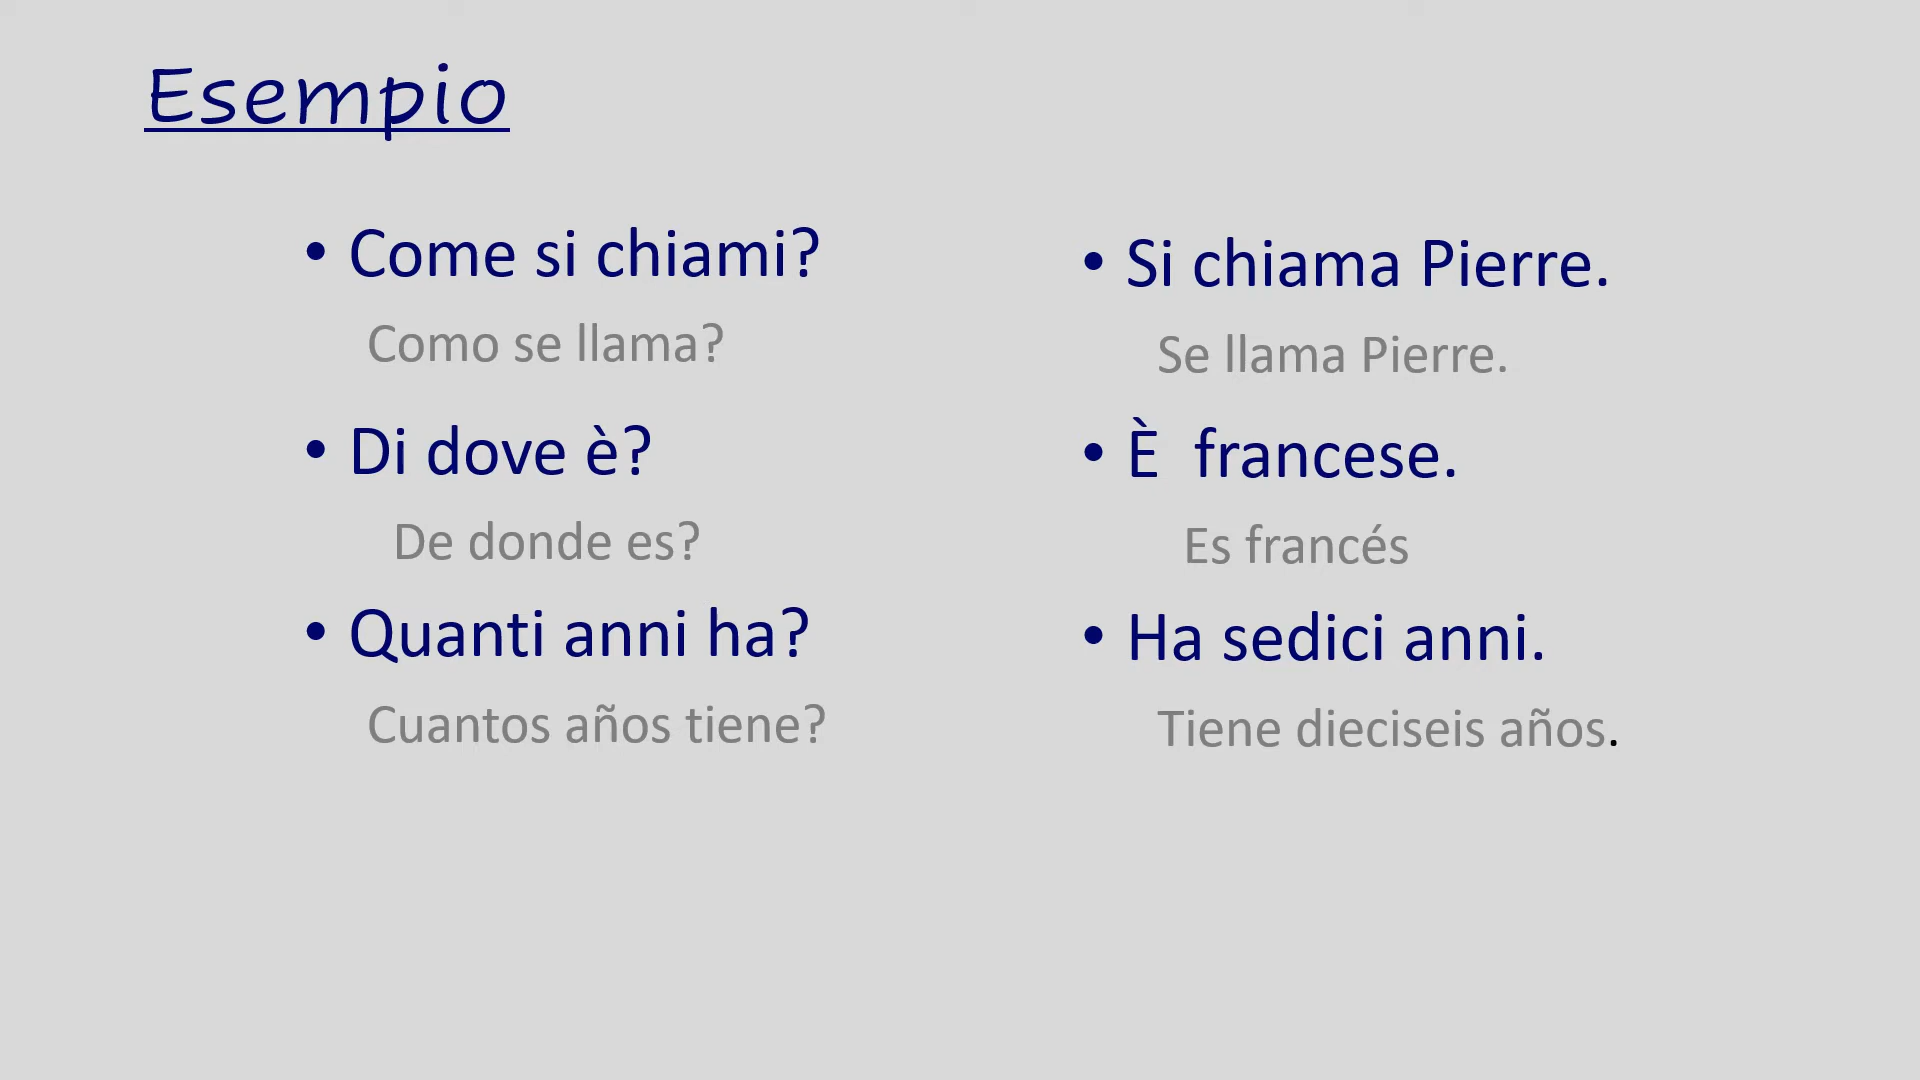 Esempio
• Come si chiami?
Como se llama?
• Di dove è?
De donde es?
• Quanti anni ha?
Cuantos años tiene?
• Si chiama Pierre.
Se llama Pierre.
• È  francese.
Es francés
• Ha sedici anni.
Tiene dieciseis años.